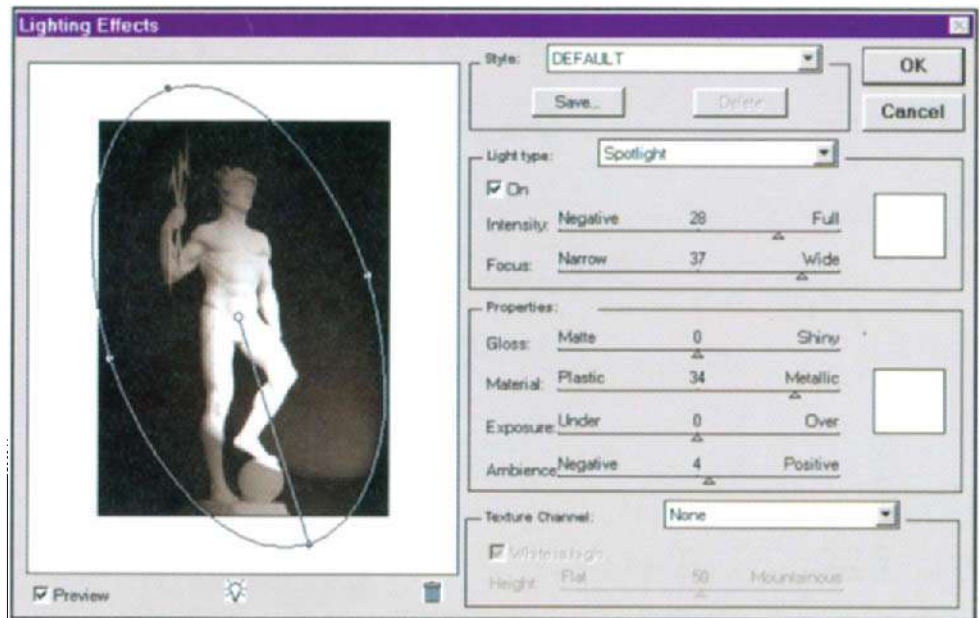 Lighting Effects
Style: DEFAULT
OK
Save... Delete
Cancel
Light type: Spotlight
On
Intensity: Negative 28 Full
Focus: Narrow 37 Wide
Properties:
Gloss: Matte 0 Shiny
Material: Plastic 34 Metallic
Exposure: Under 0 Over
Ambience Negative 4 Positive
Texture Channel: None
White is high
Height Flat 50 Mountainous
Preview